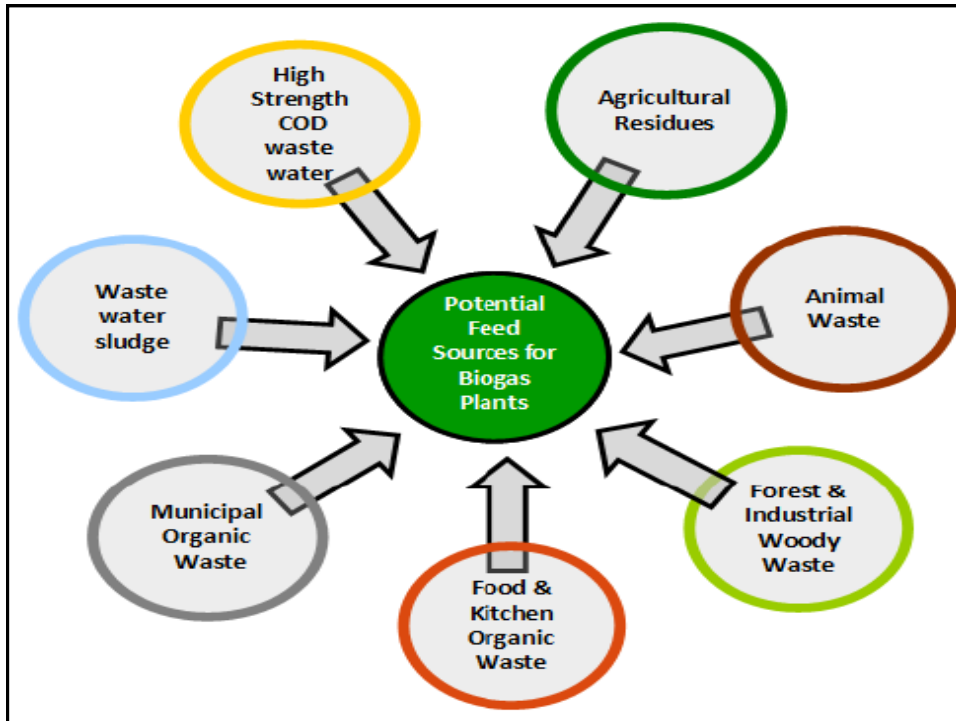 High
Strength
COD
waste
water
Agricultural
Residues
Waste
water
sludge
Potential
Feed
Sources for
Biogas
Plants
Animal
Waste
Municipal
Organic
Waste
Food &
Kitchen
Organic
Waste
Forest &
Industrial
Woody
Waste